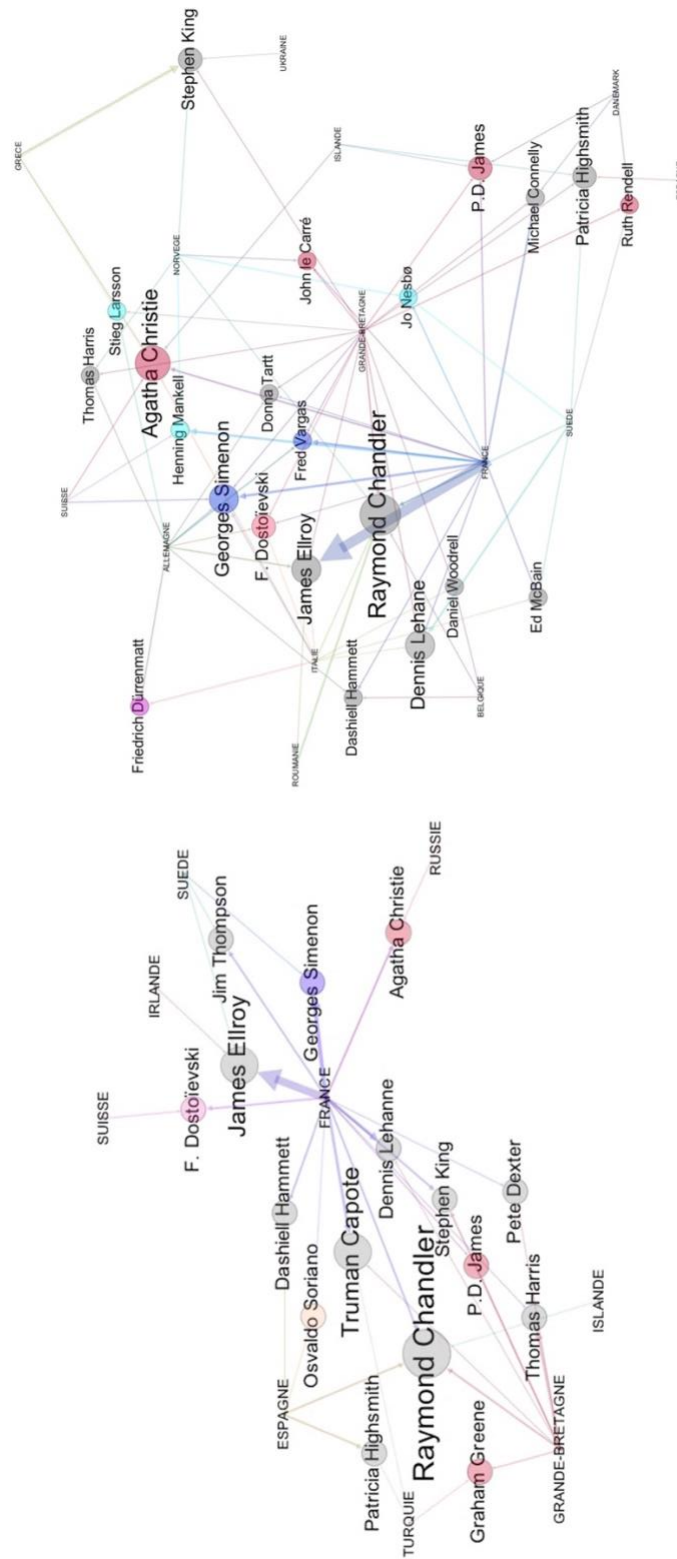 GRECE
Stephen King
UKRAINE
ISLANDE
DANEMARK
P.D. James
Michael Connelly
Patricia Highsmith
Ruth Rendell
NORVEGE
John le Carré
Stieg Larsson
Thomas Harris
Agatha Christie
GRANDE-BRETAGNE
Jo Nesbø
Henning Mankell
Donna Tartt
SUISSE
Georges Simenon
Fred Vargas
F. Dostoïevski
ALLEMAGNE
James Ellroy
Raymond Chandler
FRANCE
SUEDE
Friedrich Dürrenmatt
ITALIE
Dashiell Hammett
Dennis Lehane
Daniel Woodrell
Ed McBain
BELGIQUE
ROUMANIE
SUEDE
IRLANDE
Jim Thompson
Georges Simenon
RUSSIE
Agatha Christie
SUISSE
F. Dostoïevski
James Ellroy
FRANCE
Dashiell Hammett
Dennis Lehanne
Osvaldo Soriano
Truman Capote
Stephen King
Pete Dexter
P.D. James
Raymond Chandler
Thomas Harris
ISLANDE
ESPAGNE
Patricia Highsmith
TURQUIE
Graham Greene
GRANDE-BRETAGNE